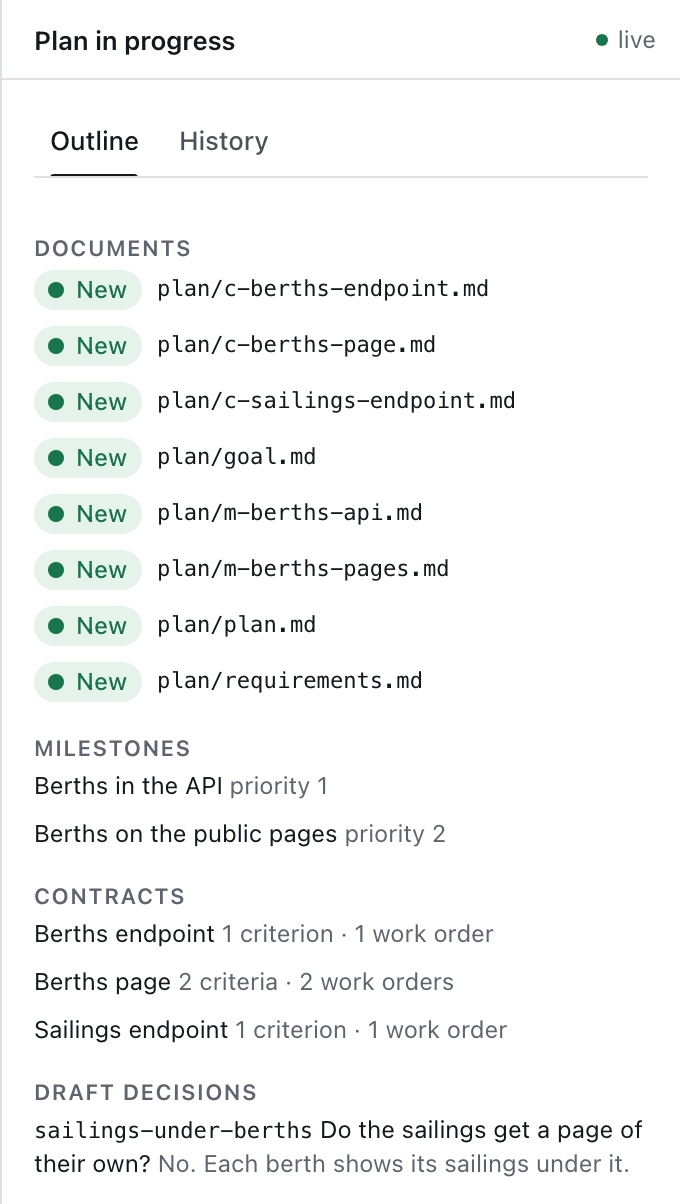 Plan in progress
live
Outline
History
DOCUMENTS
New plan/c-berths-endpoint.md
New plan/c-berths-page.md
New plan/c-sailings-endpoint.md
New plan/goal.md
New plan/m-berths-api.md
New plan/m-berths-pages.md
New plan/plan.md
New plan/requirements.md
MILESTONES
Berths in the API priority 1
Berths on the public pages priority 2
CONTRACTS
Berths endpoint 1 criterion · 1 work order
Berths page 2 criteria · 2 work orders
Sailings endpoint 1 criterion · 1 work order
DRAFT DECISIONS
sailings-under-berths Do the sailings get a page of
their own? No. Each berth shows its sailings under it.